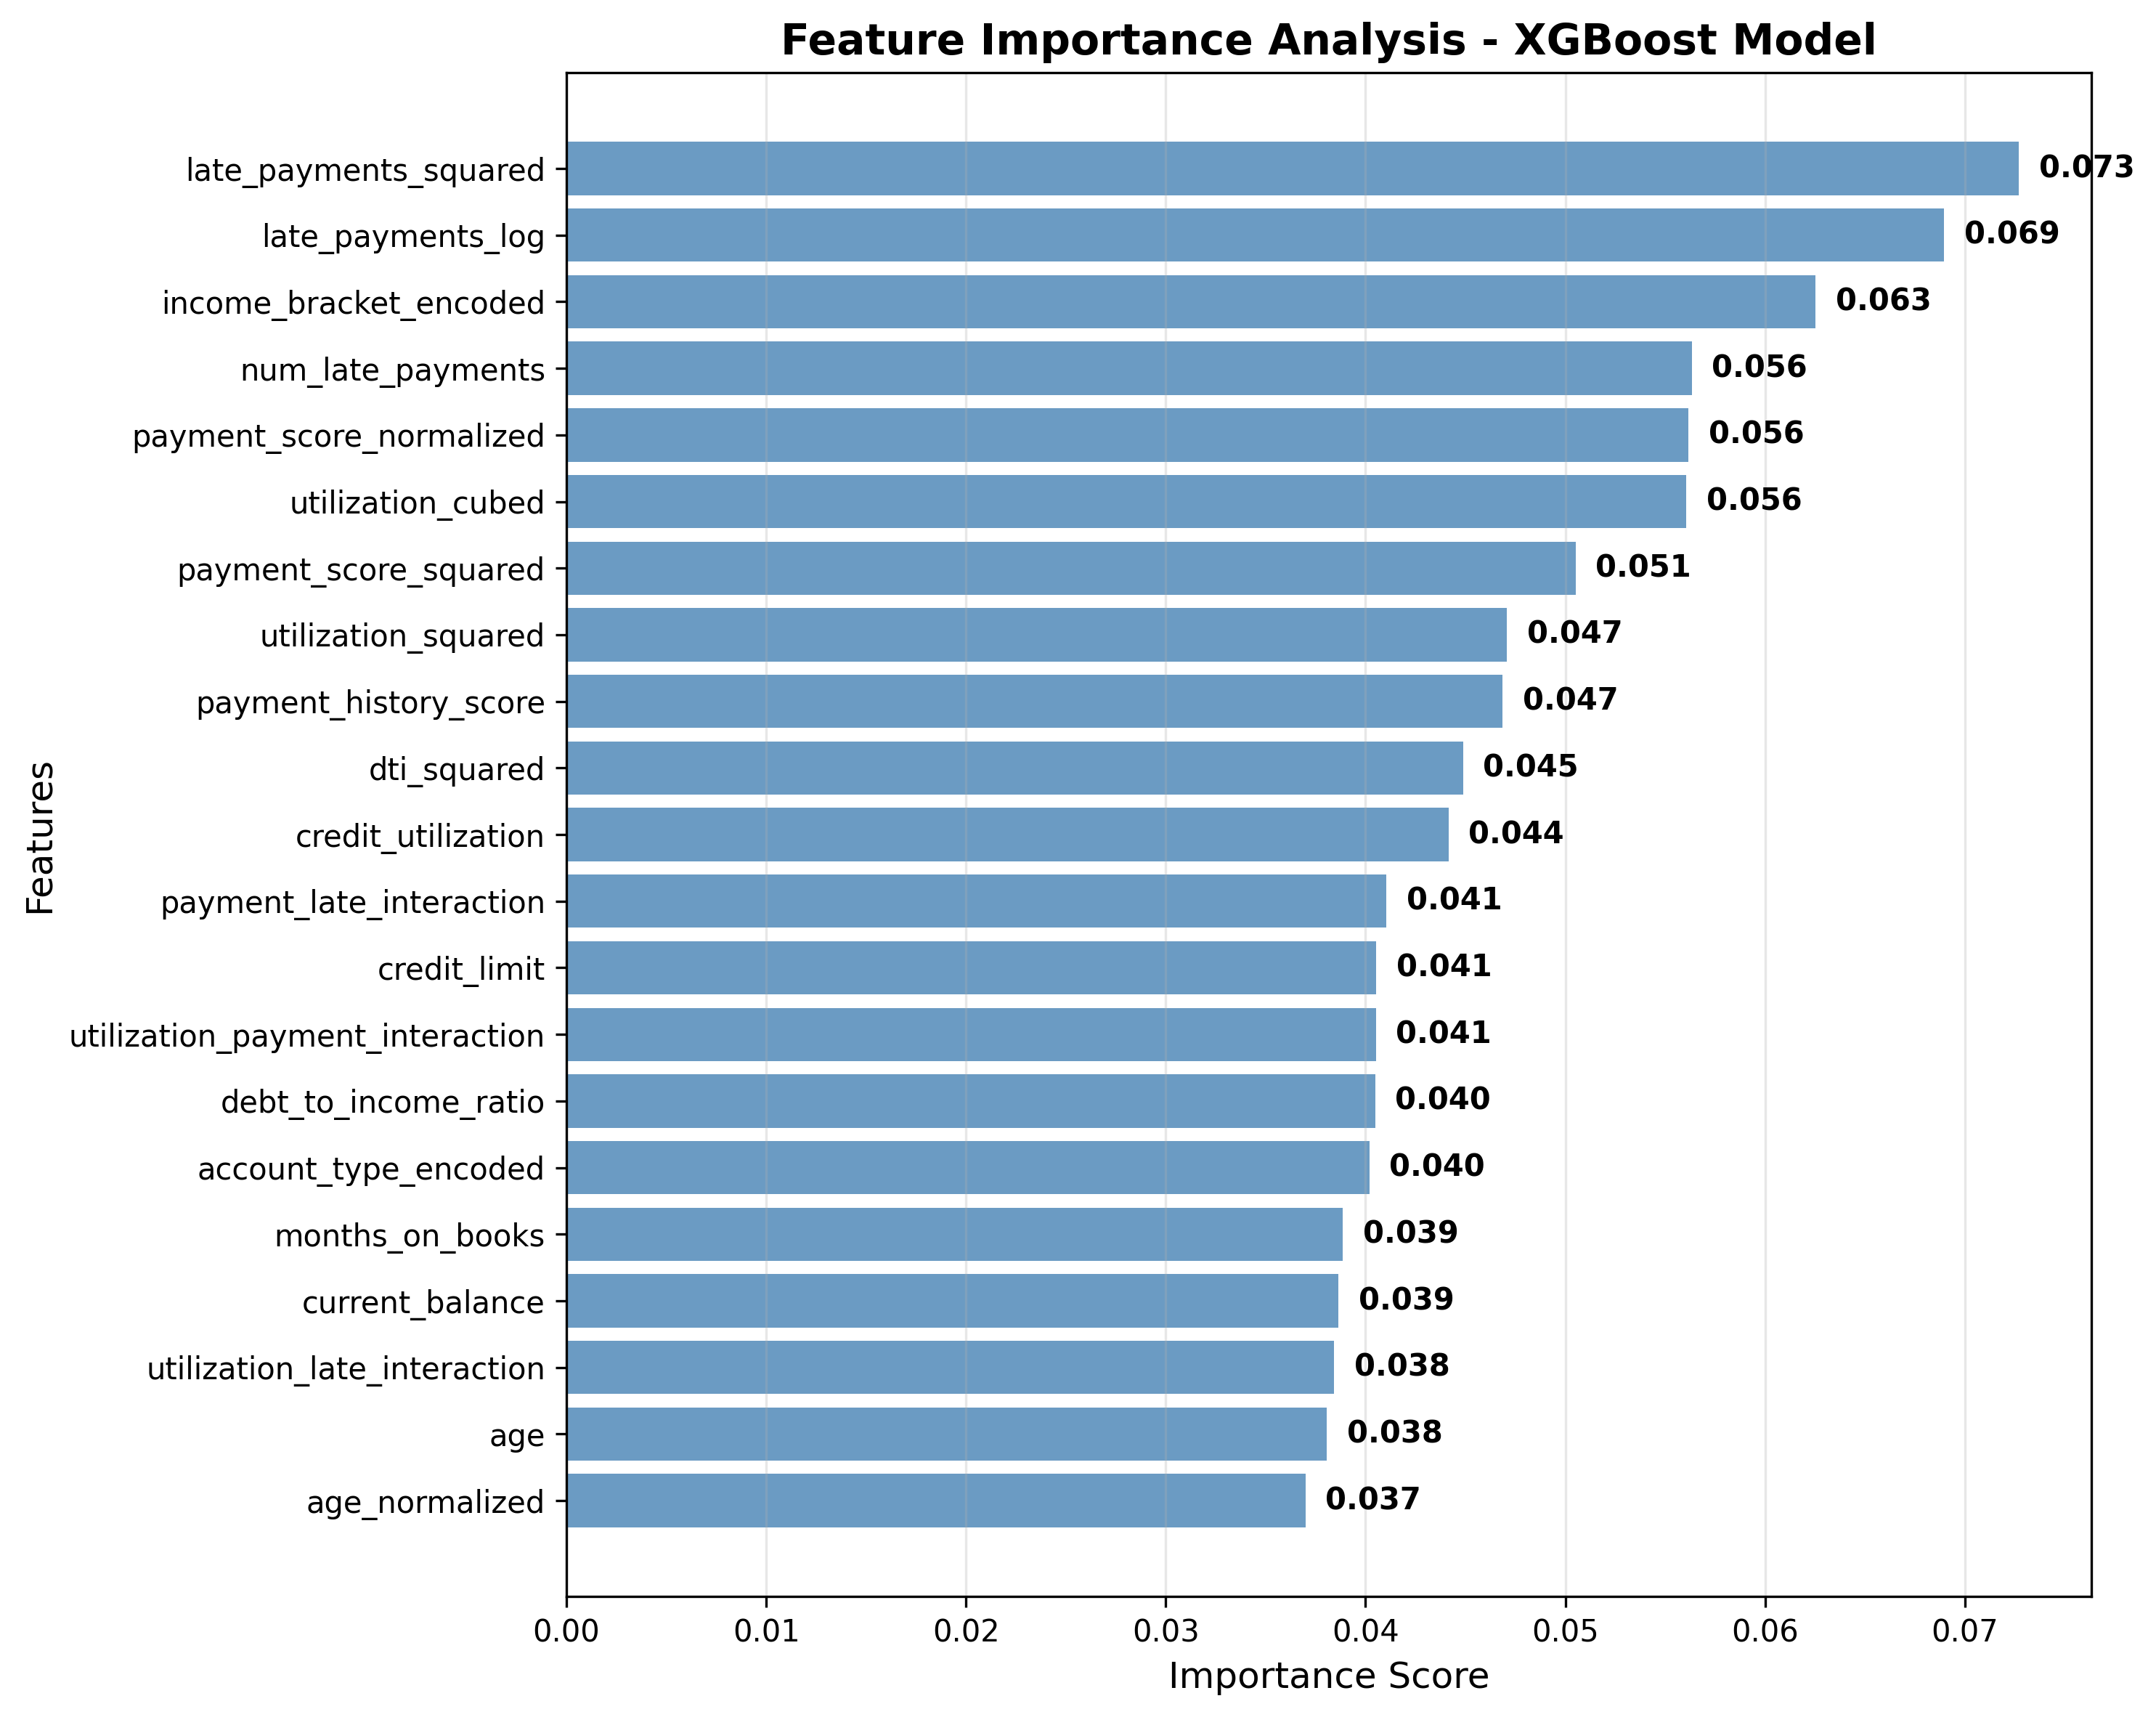 Feature Importance Analysis - XGBoost Model
late_payments_squared 0.073
late_payments_log 0.069
income_bracket_encoded 0.063
num_late_payments 0.056
payment_score_normalized 0.056
utilization_cubed 0.056
payment_score_squared 0.051
utilization_squared 0.047
payment_history_score 0.047
dti_squared 0.045
credit_utilization 0.044
payment_late_interaction 0.041
credit_limit 0.041
utilization_payment_interaction 0.041
debt_to_income_ratio 0.040
account_type_encoded 0.040
months_on_books 0.039
current_balance 0.039
utilization_late_interaction 0.038
age 0.038
age_normalized 0.037
Features
0.00 0.01 0.02 0.03 0.04 0.05 0.06 0.07
Importance Score